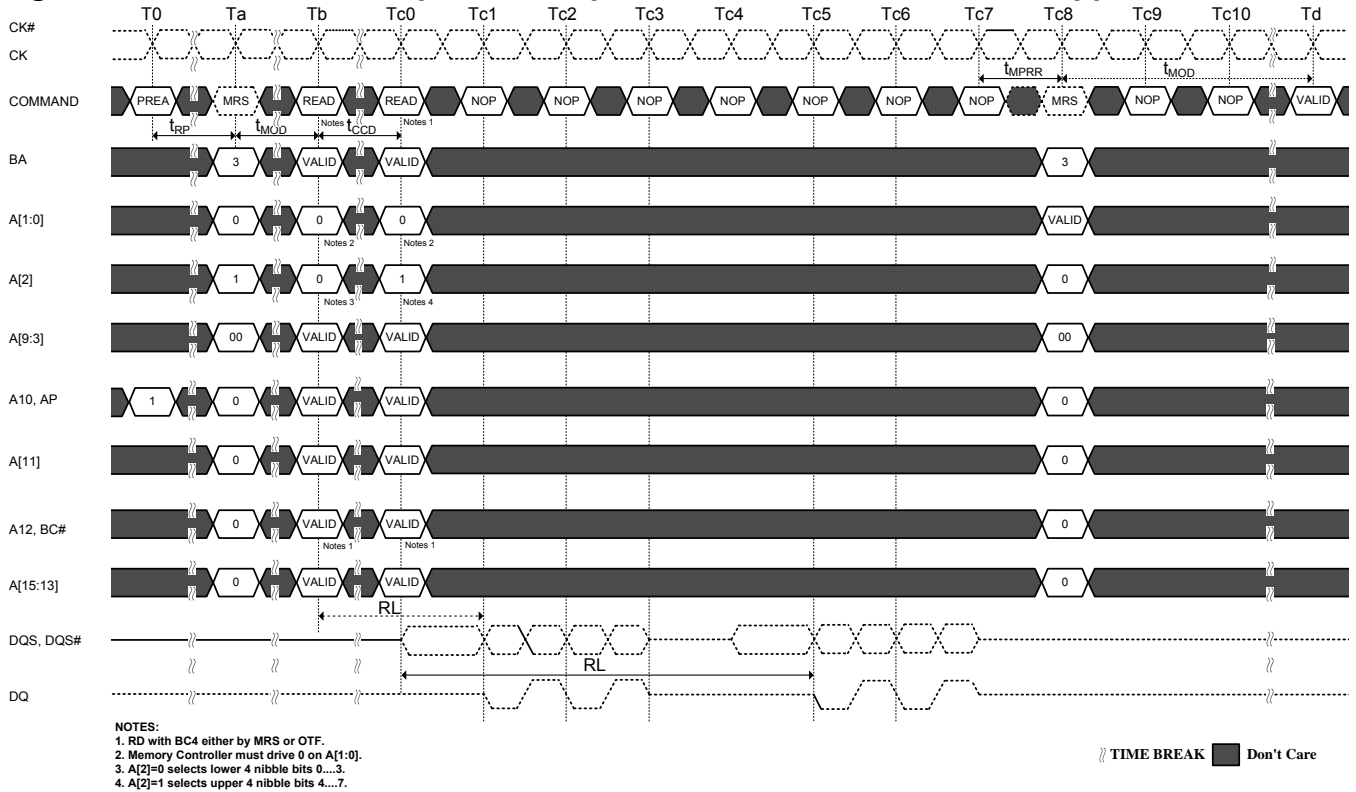 T0 Ta Tb Tc0 Tc1 Tc2 Tc3 Tc4 Tc5 Tc6 Tc7 Tc8 Tc9 Tc10 Td
CK#
CK
tMPRR tMOD
COMMAND PREA MRS READ READ NOP NOP NOP NOP NOP NOP NOP MRS NOP NOP VALID
Notes 1 Notes 1
tRP tMOD tCCD
BA 3 VALID VALID 3
A[1:0] 0 0 0 VALID
Notes 2 Notes 2
A[2] 1 0 1 0
Notes 3 Notes 4
A[9:3] 00 VALID VALID 00
A10, AP 1 0 VALID VALID 0
A[11] 0 VALID VALID 0
A12, BC# 0 VALID VALID 0
Notes 1 Notes 1
A[15:13] 0 VALID VALID 0
RL
DQS, DQS#
RL
DQ
NOTES:
1. RD with BC4 either by MRS or OTF.
2. Memory Controller must drive 0 on A[1:0].
3. A[2]=0 selects lower 4 nibble bits 0....3.
4. A[2]=1 selects upper 4 nibble bits 4....7.
TIME BREAK Don't Care